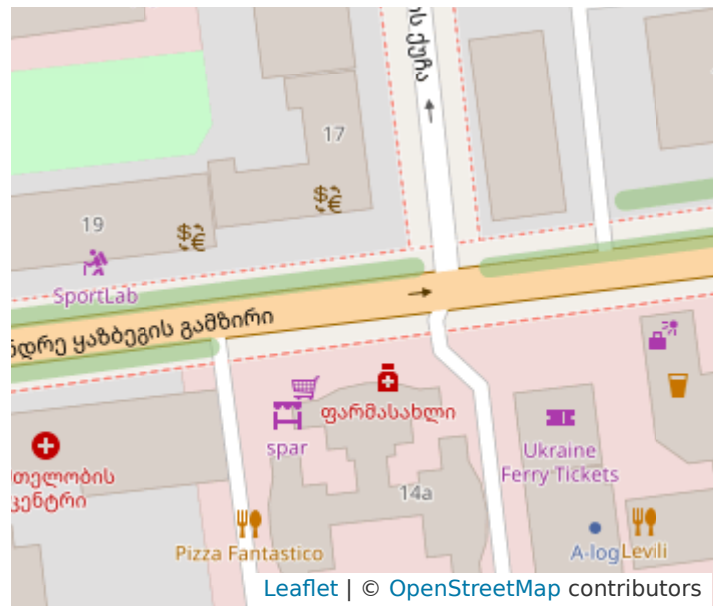 ს ქუჩა
17
19
SportLab
ნდრე ყაზბეგის გამზირი
ფარმასახლი
spar
Ukraine
Ferry Tickets
თელობის
ცენტრი
14a
Pizza Fantastico
A-log
Levili
Leaflet | © OpenStreetMap contributors